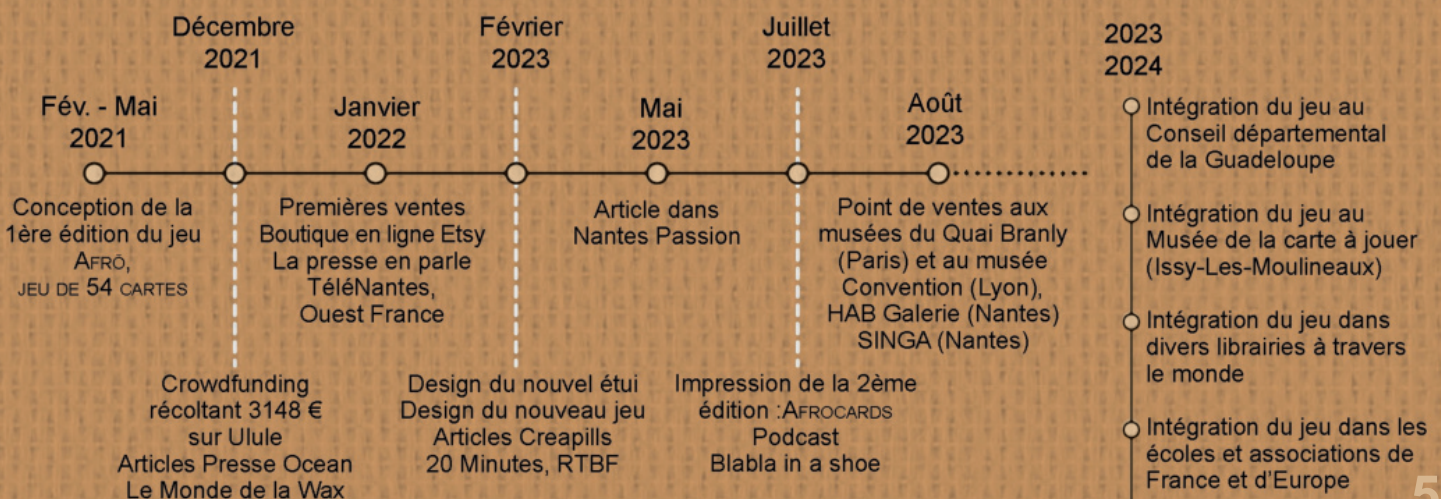 Fév. - Mai
2021
Conception de la
1ère édition du jeu
AFRÖ,
JEU DE 54 CARTES
Décembre
2021
Crowdfunding
récoltant 3148 €
sur Ulule
Articles Presse Ocean
Le Monde de la Wax
Janvier
2022
Premières ventes
Boutique en ligne Etsy
La presse en parle
TéléNantes,
Ouest France
Février
2023
Design du nouvel étui
Design du nouveau jeu
Articles Creapills
20 Minutes, RTBF
Mai
2023
Article dans
Nantes Passion
Juillet
2023
Impression de la 2ème
édition :AFROCARDS
Podcast
Blabla in a shoe
Août
2023
Point de ventes aux
musées du Quai Branly
(Paris) et au musée
Convention (Lyon),
HAB Galerie (Nantes)
SINGA (Nantes)
2023
2024
Intégration du jeu au
Conseil départemental
de la Guadeloupe
Intégration du jeu au
Musée de la carte à jouer
(Issy-Les-Moulineaux)
Intégration du jeu dans
divers librairies à travers
le monde
Intégration du jeu dans les
écoles et associations de
France et d'Europe
5